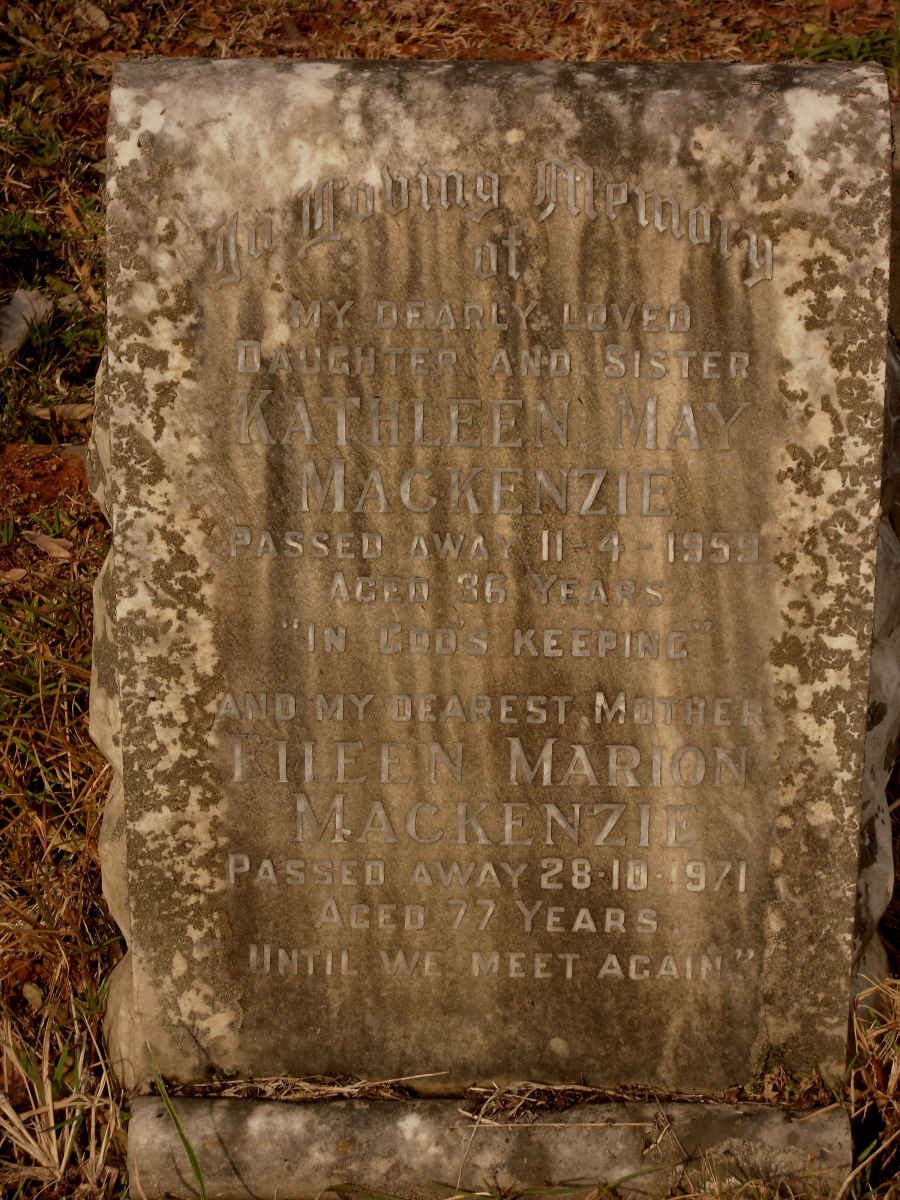 In Loving Memory
of
MY DEARLY LOVED
DAUGHTER AND SISTER
KATHLEEN MAY
MACKENZIE
PASSED AWAY 11-4-1959
AGED 36 YEARS
"IN GOD'S KEEPING"
AND MY DEAREST MOTHER
EILEEN MARION
MACKENZIE
PASSED AWAY 28·10·1971
AGED 77 YEARS.
UNTIL WE MEET AGAIN."